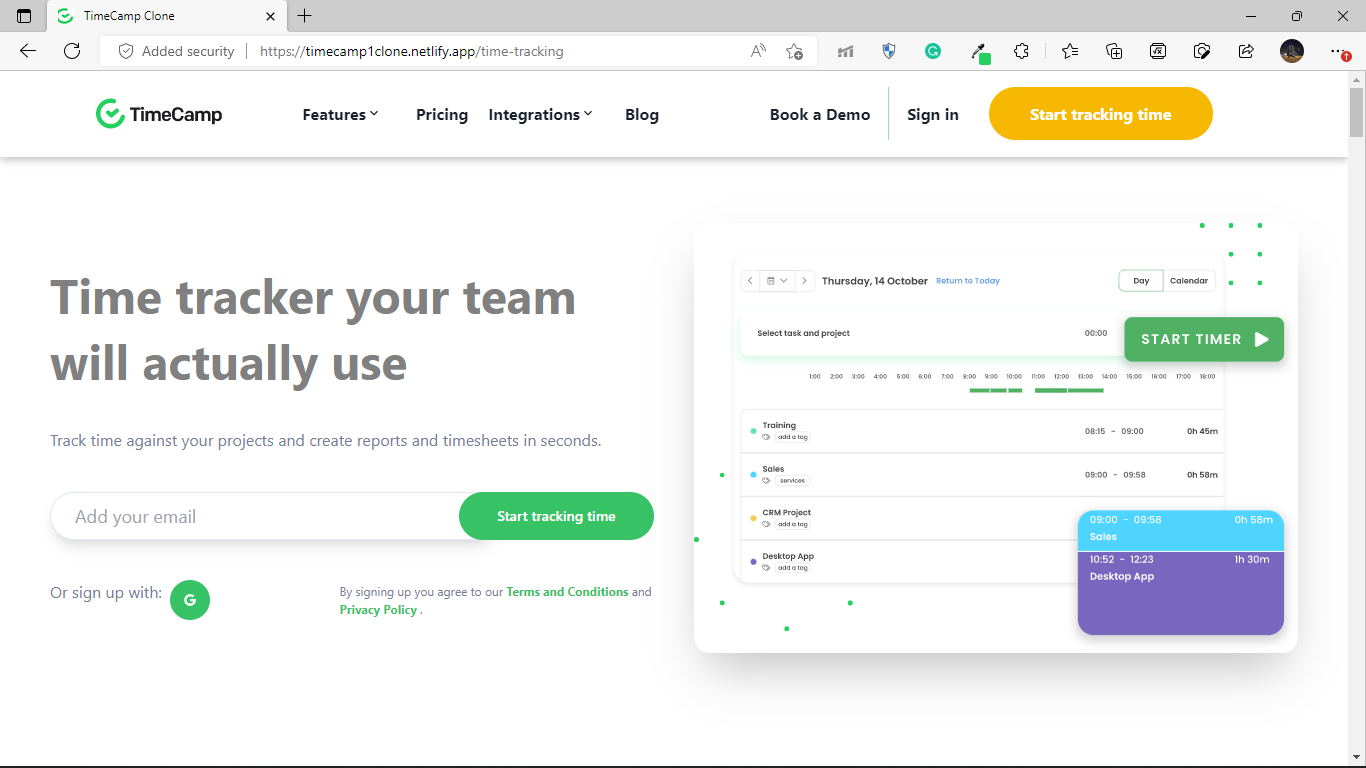 TimeCamp Clone
Added security
https://timecamp1clone.netlify.app/time-tracking
TimeCamp
Features
Pricing
Integrations
Blog
Book a Demo
Sign in
Start tracking time
Time tracker your team
will actually use
Track time against your projects and create reports and timesheets in seconds.
Add your email
Start tracking time
Or sign up with:
G
By signing up you agree to our Terms and Conditions and
Privacy Policy .
Thursday, 14 October
Return to Today
Day
Calendar
Select task and project
00:00
START TIMER
1:00 2:00 3:00 4:00 5:00 6:00 7:00 8:00 9:00 10:00 11:00 12:00 13:00 14:00 15:00 16:00 17:00 18:00
Training
add a tag
08:15 - 09:00
0h 45m
Sales
services
09:00 - 09:58
0h 58m
CRM Project
add a tag
Desktop App
add a tag
09:00 - 09:58
0h 58m
Sales
10:52 - 12:23
1h 30m
Desktop App